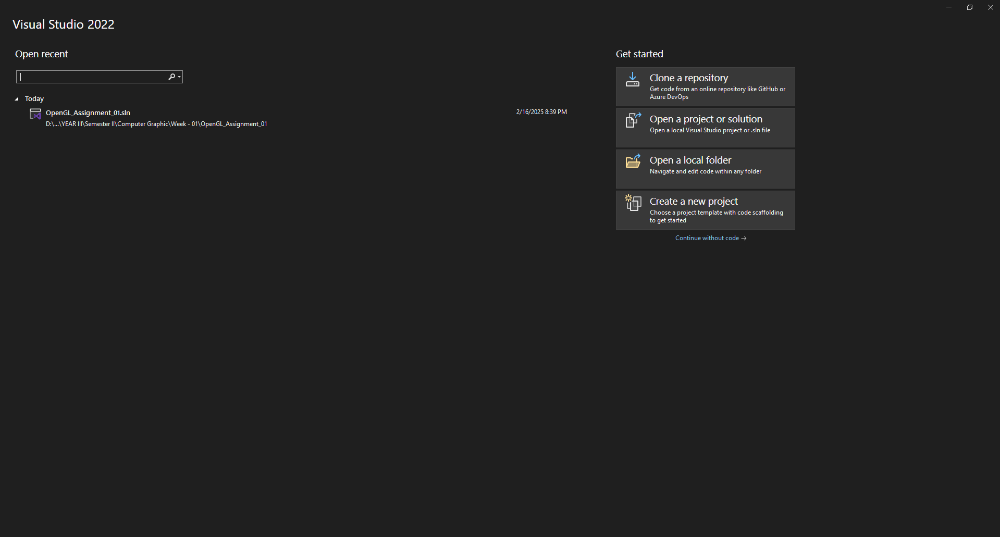 Visual Studio 2022
Open recent
Today
OpenGL_Assignment_01.sln
2/16/2025 8:39 PM
D:\...\YEAR III\Semester II\Computer Graphic\Week - 01\OpenGL_Assignment_01
Get started
Clone a repository
Get code from an online repository like GitHub or
Azure DevOps
Open a project or solution
Open a local Visual Studio project or .sln file
Open a local folder
Navigate and edit code within any folder
Create a new project
Choose a project template with code scaffolding
to get started
Continue without code →